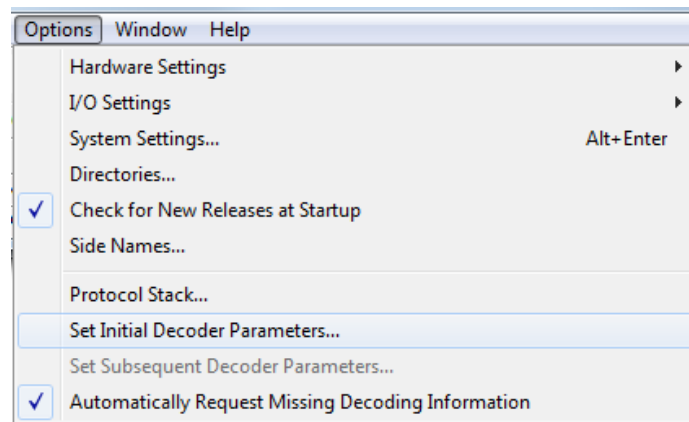 Options Window Help
Hardware Settings
I/O Settings
System Settings... Alt+Enter
Directories...
Check for New Releases at Startup
Side Names...
Protocol Stack...
Set Initial Decoder Parameters...
Set Subsequent Decoder Parameters...
Automatically Request Missing Decoding Information